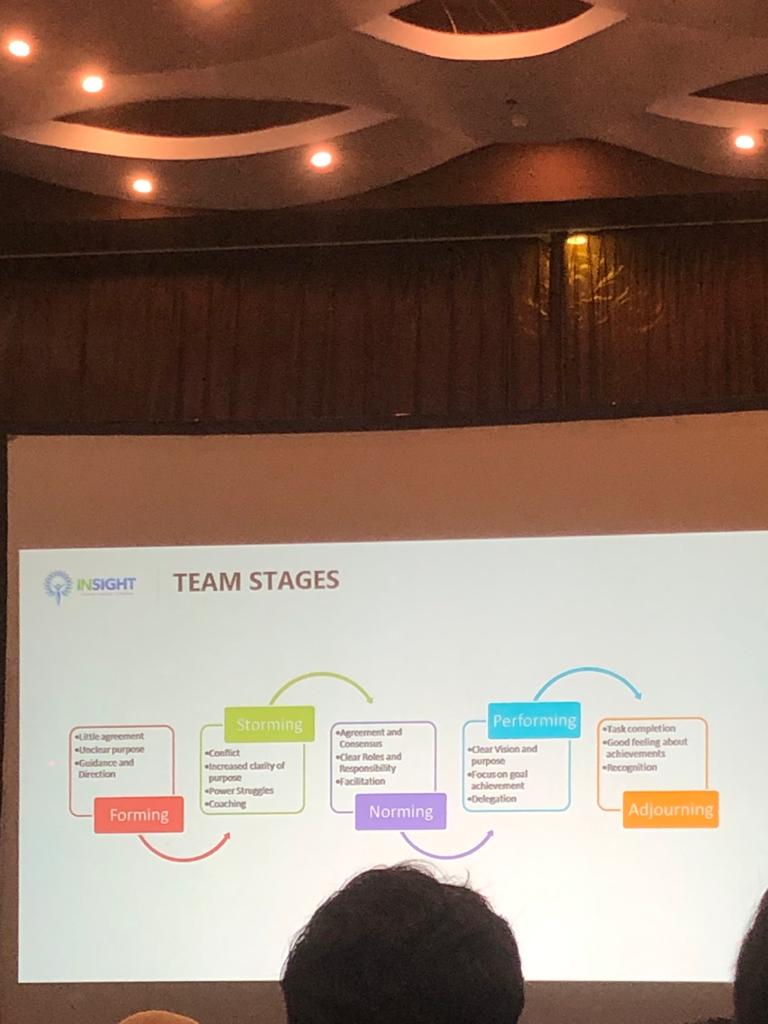 INSIGHT
TEAM STAGES
•Little agreement
•Unclear purpose
•Guidance and
Direction
Forming
Storming
•Conflict
•Increased clarity of
purpose
•Power Struggles
•Coaching
•Agreement and
Consensus
•Clear Roles and
Responsibility
•Facilitation
Norming
Performing
•Clear Vision and
purpose
•Focus on goal
achievement
•Delegation
•Task completion
•Good feeling about
achievements
•Recognition
Adjourning